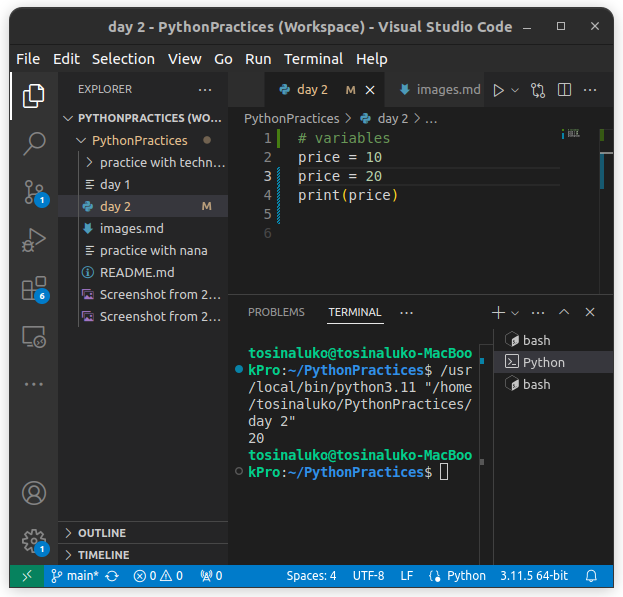 day 2 - PythonPractices (Workspace) - Visual Studio Code
File Edit Selection View Go Run Terminal Help
EXPLORER
day 2 M
images.md
PYTHONPRACTICES (WO...
PythonPractices
practice with techn...
day 1
day 2 M
images.md
practice with nana
README.md
Screenshot from 2...
Screenshot from 2...
OUTLINE
TIMELINE
1
6
1
PythonPractices > day 2 > ...
1 # variables
2 price = 10
3 price = 20
4 print(price)
5
6
PROBLEMS TERMINAL
tosinaluko@tosinaluko-MacBoo
kPro:~/PythonPractices$ /usr
/local/bin/python3.11 "/home
/tosinaluko/PythonPractices/
day 2"
20
tosinaluko@tosinaluko-MacBoo
kPro:~/PythonPractices$
bash
Python
bash
main* 0 0 0 Spaces: 4 UTF-8 LF Python 3.11.5 64-bit